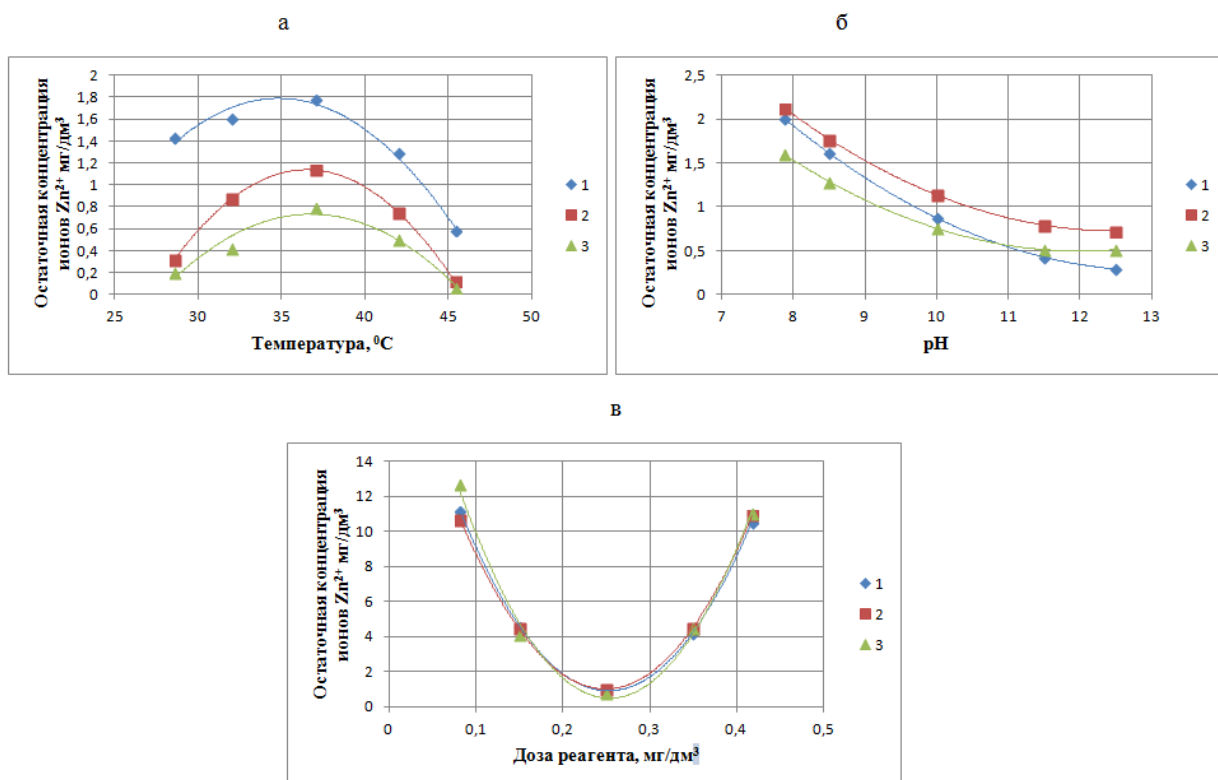 а
Остаточная концентрация
ионов Zn²⁺ мг/дм³
2
1,8
1,6
1,4
1,2
1
0,8
0,6
0,4
0,2
0
25 30 35 40 45 50
Температура, ⁰С
1
2
3
б
Остаточная концентрация
ионов Zn²⁺ мг/дм³
2,5
2
1,5
1
0,5
0
7 8 9 10 11 12 13
рН
1
2
3
в
Остаточная концентрация
ионов Zn²⁺ мг/дм³
14
12
10
8
6
4
2
0
0 0,1 0,2 0,3 0,4 0,5
Доза реагента, мг/дм³
1
2
3